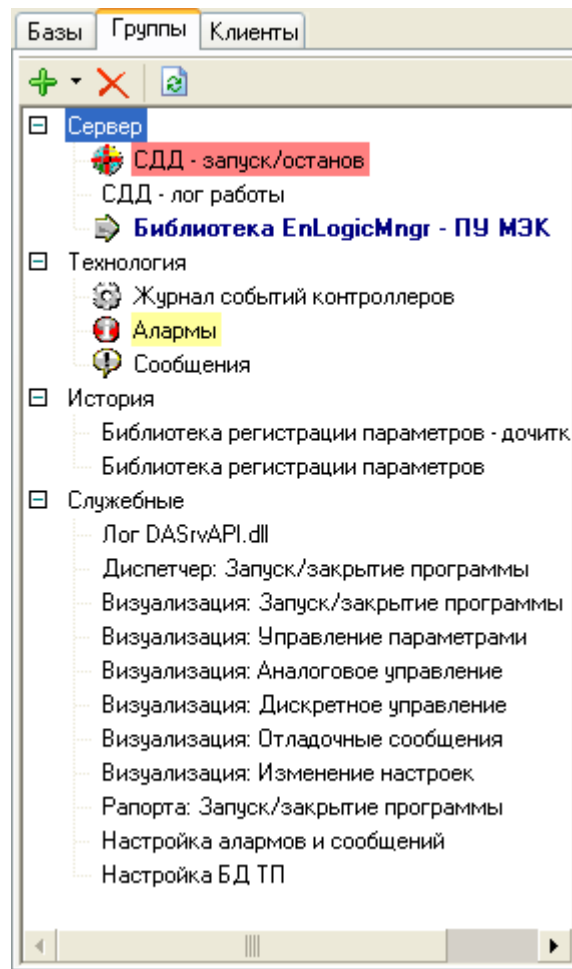 Базы Группы Клиенты
Сервер
СДД - запуск/останов
СДД - лог работы
Библиотека EnLogicMngr - ПУ МЭК
Технология
Журнал событий контроллеров
Алармы
Сообщения
История
Библиотека регистрации параметров - дочитк
Библиотека регистрации параметров
Служебные
Лог DASrvAPI.dll
Диспетчер: Запуск/закрытие программы
Визуализация: Запуск/закрытие программы
Визуализация: Управление параметрами
Визуализация: Аналоговое управление
Визуализация: Дискретное управление
Визуализация: Отладочные сообщения
Визуализация: Изменение настроек
Рапорта: Запуск/закрытие программы
Настройка алармов и сообщений
Настройка БД ТП